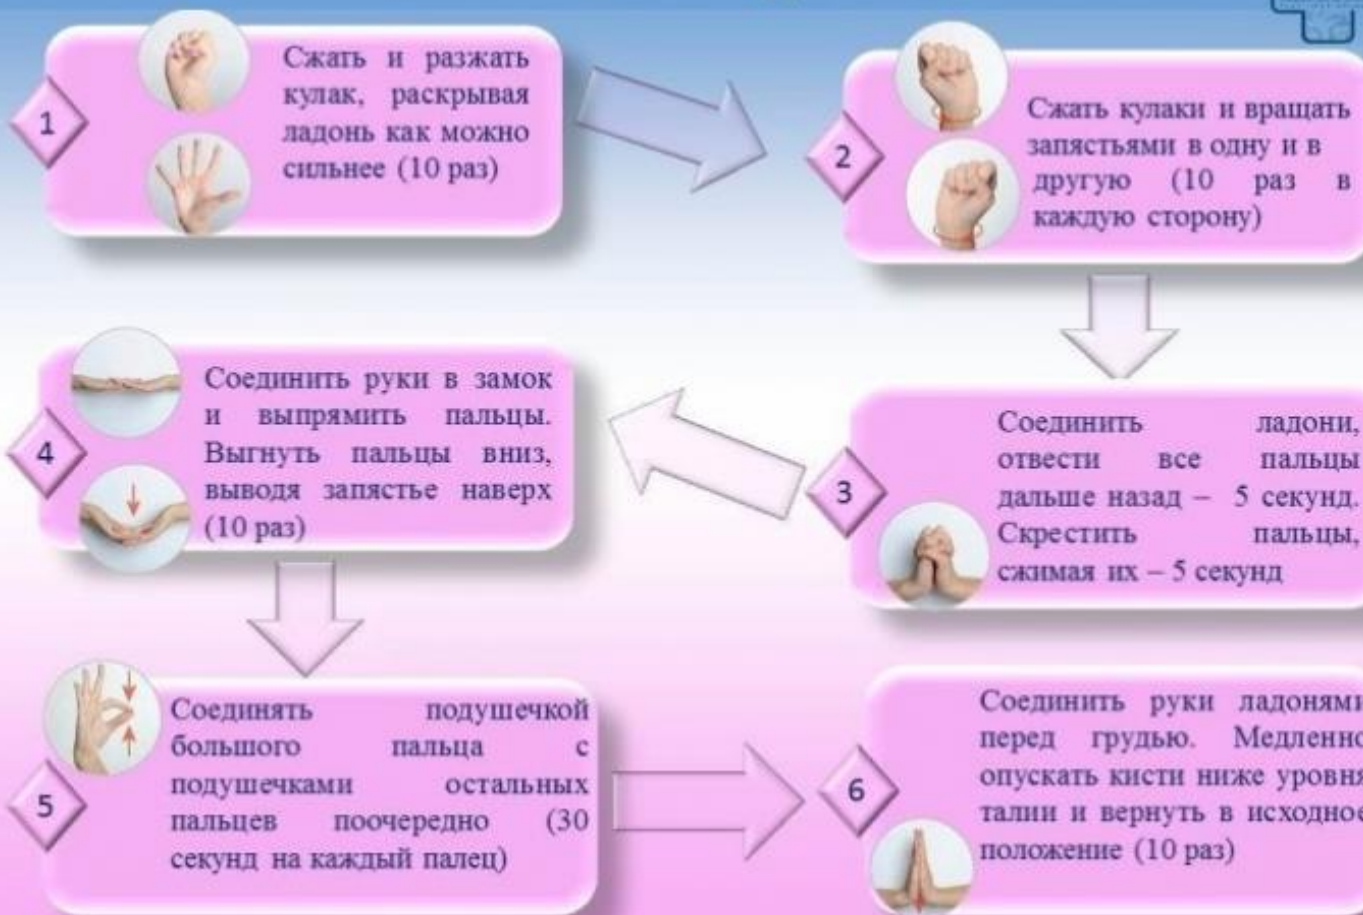 1
Сжать и разжать
кулак, раскрывая
ладонь как можно
сильнее (10 раз)
2
Сжать кулаки и вращать
запястьями в одну и в
другую (10 раз в
каждую сторону)
3
Соединить ладони,
отвести все пальцы
дальше назад – 5 секунд.
Скрестить пальцы,
сжимая их – 5 секунд
4
Соединить руки в замок
и выпрямить пальцы.
Выгнуть пальцы вниз,
выводя запястье наверх
(10 раз)
5
Соединять подушечкой
большого пальца с
подушечками остальных
пальцев поочередно (30
секунд на каждый палец)
6
Соединить руки ладонями
перед грудью. Медленно
опускать кисти ниже уровня
талии и вернуть в исходное
положение (10 раз)